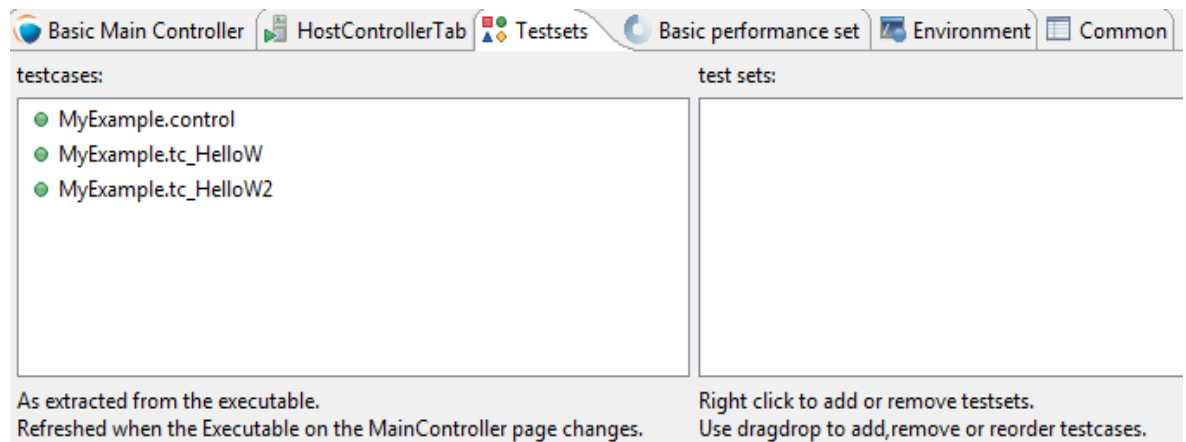 Basic Main Controller HostControllerTab Testsets Basic performance set Environment Common
testcases:
test sets:
MyExample.control
MyExample.tc_HelloW
MyExample.tc_HelloW2
As extracted from the executable.
Refreshed when the Executable on the MainController page changes.
Right click to add or remove testsets.
Use dragdrop to add,remove or reorder testcases.